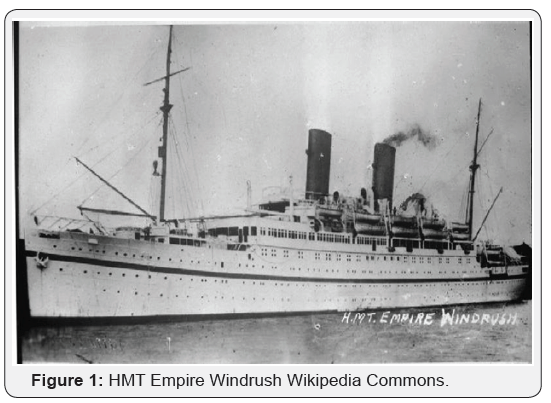 H.M.T. EMPIRE WINDRUSH
Figure 1: HMT Empire Windrush Wikipedia Commons.